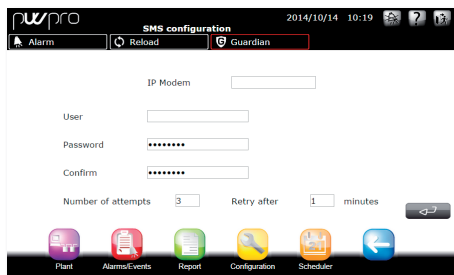 pwpro
SMS configuration
2014/10/14 10:19
?
Alarm
Reload
G Guardian
IP Modem
User
Password ••••••••
Confirm ••••••••
Number of attempts 3 Retry after 1 minutes
Plant Alarms/Events Report Configuration Scheduler